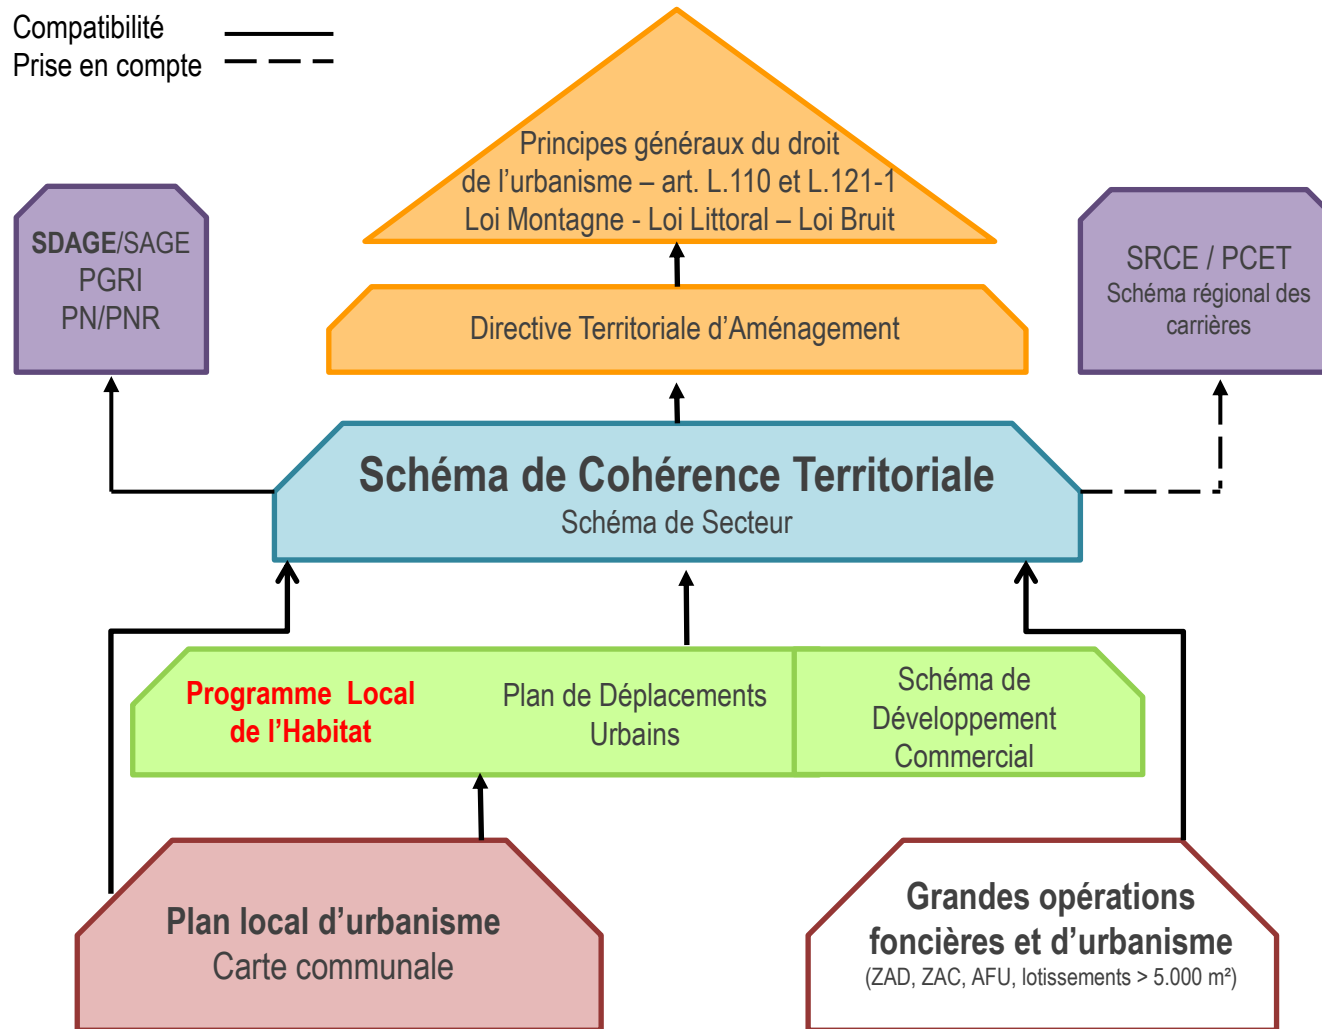 Compatibilité
Prise en compte
Principes généraux du droit
de l’urbanisme – art. L.110 et L.121-1
Loi Montagne - Loi Littoral – Loi Bruit
SDAGE/SAGE
PGRI
PN/PNR
SRCE / PCET
Schéma régional des
carrières
Directive Territoriale d’Aménagement
Schéma de Cohérence Territoriale
Schéma de Secteur
Programme Local
de l’Habitat
Plan de Déplacements
Urbains
Schéma de
Développement
Commercial
Plan local d’urbanisme
Carte communale
Grandes opérations
foncières et d’urbanisme
(ZAD, ZAC, AFU, lotissements > 5.000 m²)